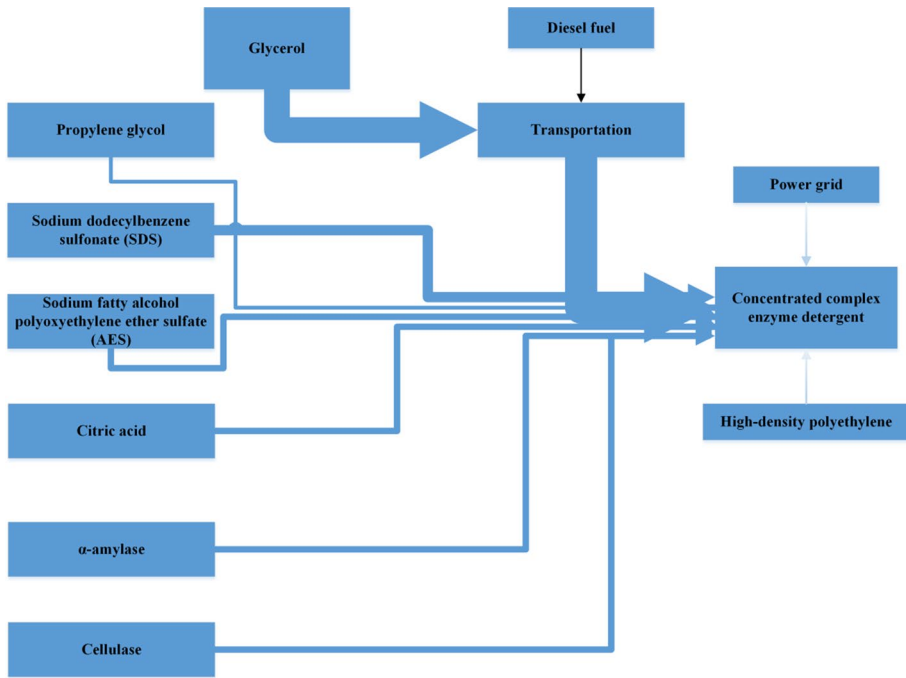 Glycerol
Diesel fuel
Propylene glycol
Transportation
Power grid
Sodium dodecylbenzene
sulfonate (SDS)
Sodium fatty alcohol
polyoxyethylene ether sulfate
(AES)
Concentrated complex
enzyme detergent
Citric acid
High-density polyethylene
α-amylase
Cellulase